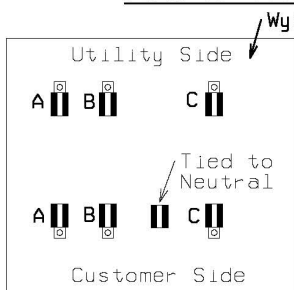 Wy
Utility Side
A B C
Tied to
Neutral
A B C
Customer Side